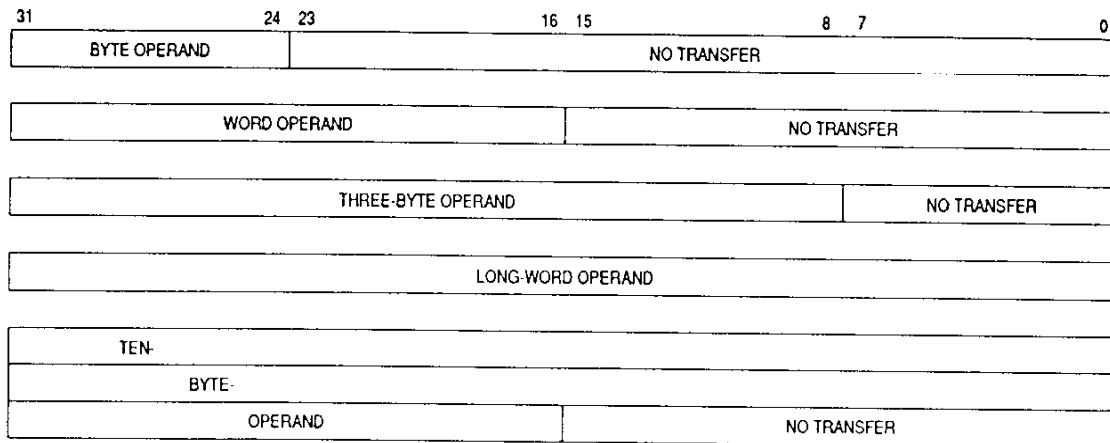 31 24 23 16 15 8 7 0
BYTE OPERAND NO TRANSFER
WORD OPERAND NO TRANSFER
THREE-BYTE OPERAND NO TRANSFER
LONG-WORD OPERAND
TEN-
BYTE-
OPERAND NO TRANSFER